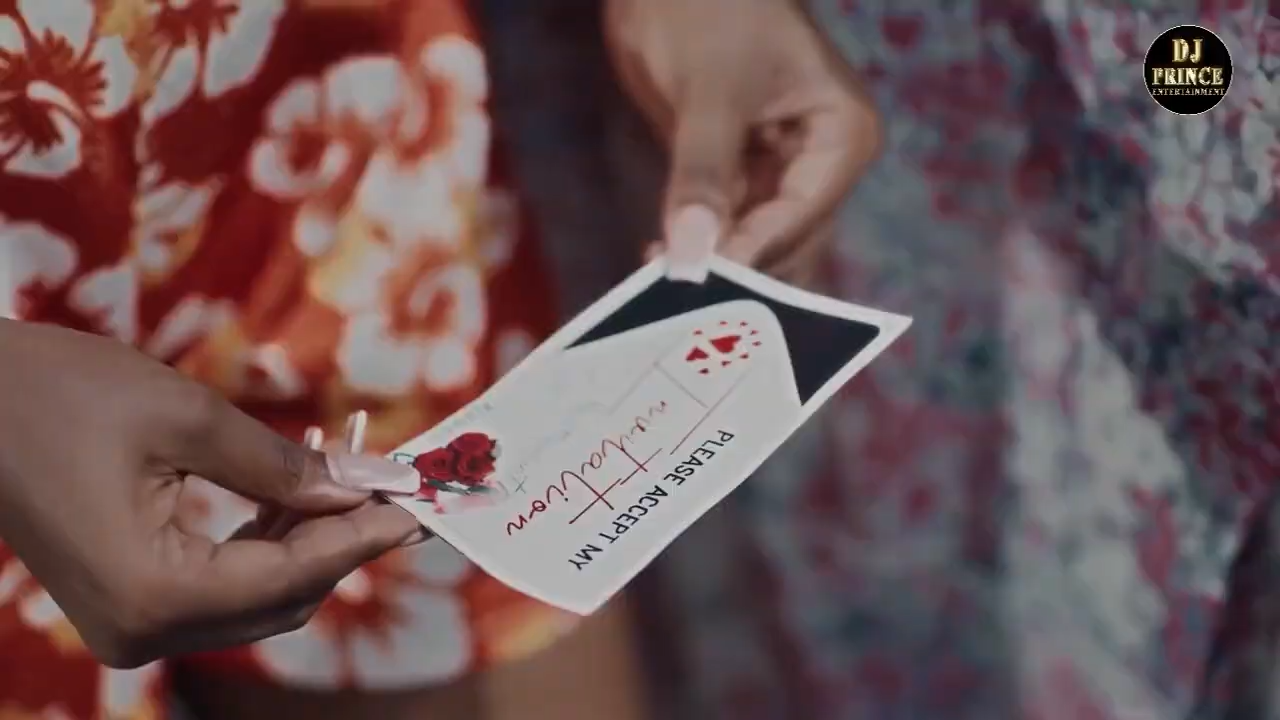 DJ
PRINCE
ENTERTAINMENT
PLEASE ACCEPT MY
Invitation